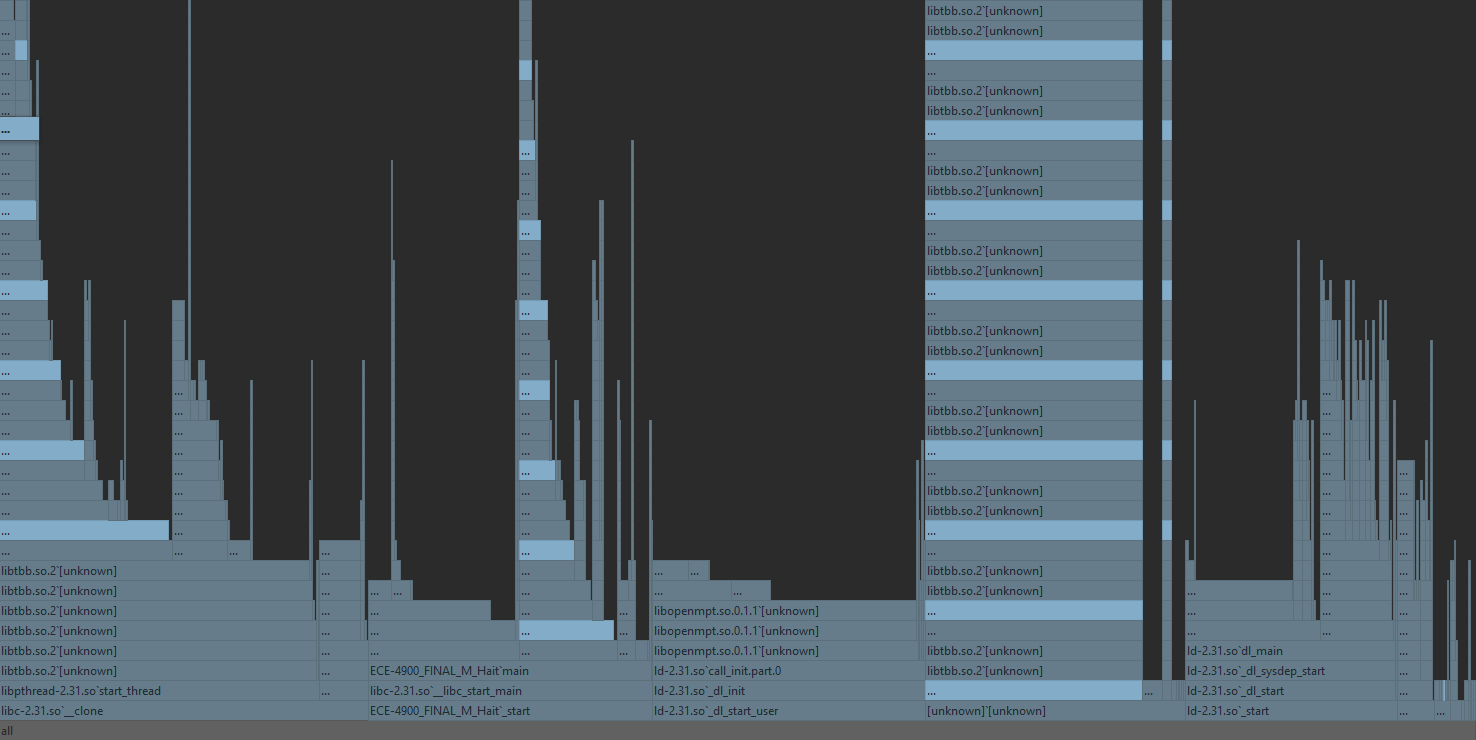 libtbb.so.2`[unknown]
libtbb.so.2`[unknown]
libtbb.so.2`[unknown]
libtbb.so.2`[unknown]
libtbb.so.2`[unknown]
libtbb.so.2`[unknown]
libtbb.so.2`[unknown]
libtbb.so.2`[unknown]
libtbb.so.2`[unknown]
libtbb.so.2`[unknown]
libtbb.so.2`[unknown]
libtbb.so.2`[unknown]
libtbb.so.2`[unknown]
libtbb.so.2`[unknown]
libtbb.so.2`[unknown] libtbb.so.2`[unknown]
libtbb.so.2`[unknown] libtbb.so.2`[unknown]
libtbb.so.2`[unknown] libopenmpt.so.0.1.1`[unknown]
libtbb.so.2`[unknown] libopenmpt.so.0.1.1`[unknown]
libtbb.so.2`[unknown] libopenmpt.so.0.1.1`[unknown] libtbb.so.2`[unknown] ld-2.31.so`dl_main
libtbb.so.2`[unknown] ECE-4900_FINAL_M_Hait`main ld-2.31.so`call_init.part.0 libtbb.so.2`[unknown] ld-2.31.so`_dl_sysdep_start
libpthread-2.31.so`start_thread libc-2.31.so`__libc_start_main ld-2.31.so`_dl_init ld-2.31.so`_dl_start
libc-2.31.so`__clone ECE-4900_FINAL_M_Hait`_start ld-2.31.so`_dl_start_user [unknown]`[unknown] ld-2.31.so`_start
all